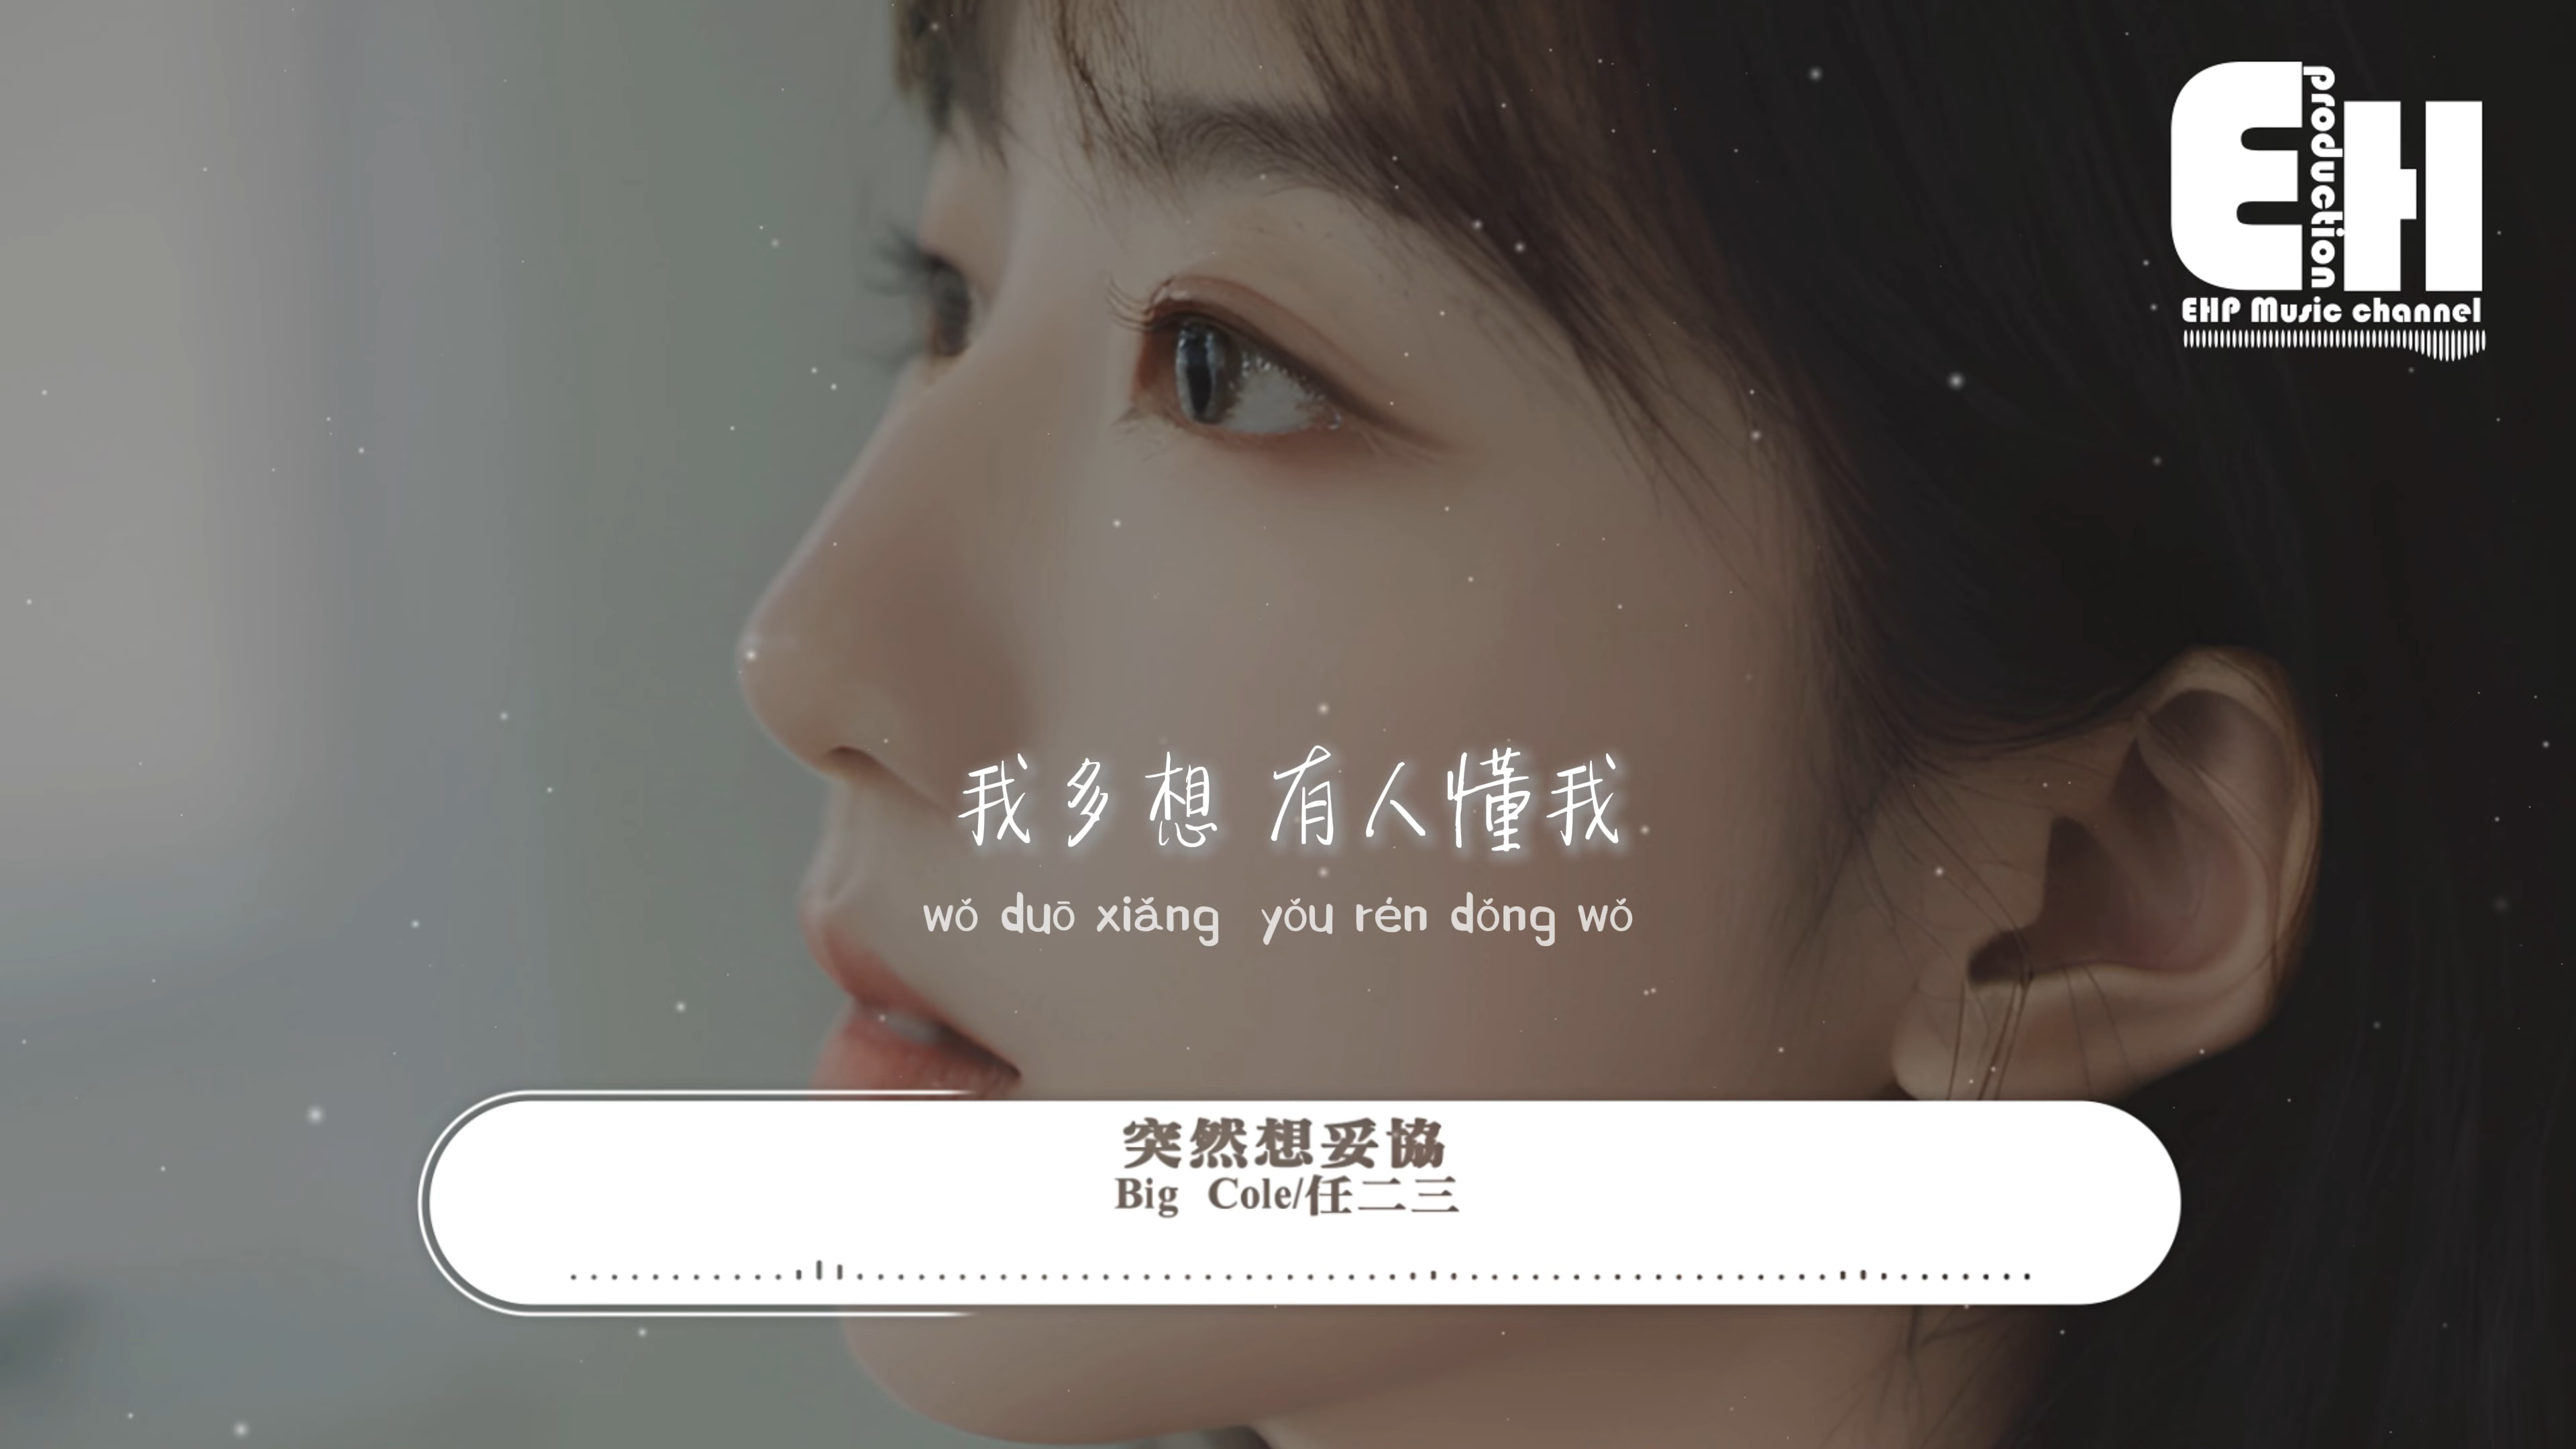 EH
production
EHP Music channel
我多想 有人懂我
wǒ duō xiǎng yǒu rén dǒng wǒ
突然想妥協
Big Cole/任二三